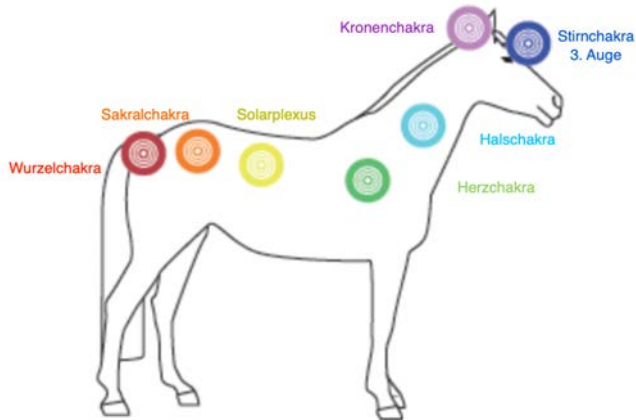 Kronenchakra
Stirnchakra
3. Auge
Sakralchakra
Solarplexus
Halschakra
Wurzelchakra
Herzchakra